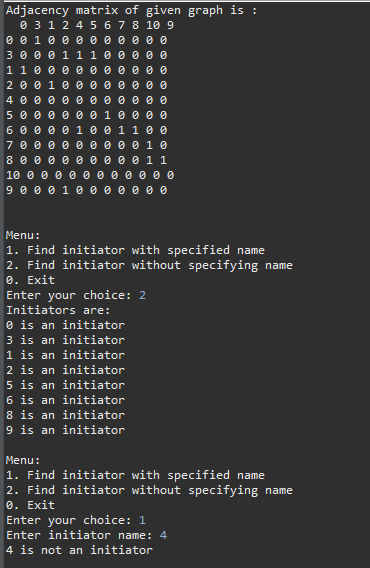 Adjacency matrix of given graph is :
  0 3 1 2 4 5 6 7 8 10 9
0 0 1 0 0 0 0 0 0 0 0 0
3 0 0 0 1 1 1 0 0 0 0 0
1 1 0 0 0 0 0 0 0 0 0 0
2 0 0 1 0 0 0 0 0 0 0 0
4 0 0 0 0 0 0 0 0 0 0 0
5 0 0 0 0 0 0 1 0 0 0 0
6 0 0 0 0 1 0 0 1 1 0 0
7 0 0 0 0 0 0 0 0 0 1 0
8 0 0 0 0 0 0 0 0 0 1 1
10 0 0 0 0 0 0 0 0 0 0 0
9 0 0 0 1 0 0 0 0 0 0 0
Menu:
1. Find initiator with specified name
2. Find initiator without specifying name
0. Exit
Enter your choice: 2
Initiators are:
0 is an initiator
3 is an initiator
1 is an initiator
2 is an initiator
5 is an initiator
6 is an initiator
8 is an initiator
9 is an initiator
Menu:
1. Find initiator with specified name
2. Find initiator without specifying name
0. Exit
Enter your choice: 1
Enter initiator name: 4
4 is not an initiator